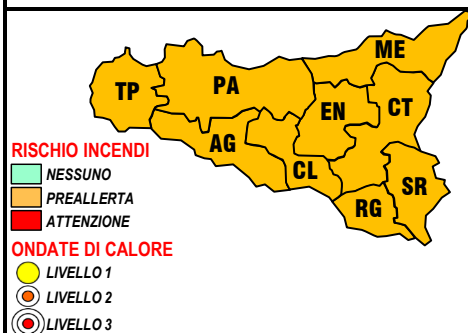 ME
TP
PA
EN
CT
AG
CL
SR
RG
RISCHIO INCENDI
NESSUNO
PREALLERTA
ATTENZIONE
ONDATE DI CALORE
LIVELLO 1
LIVELLO 2
LIVELLO 3